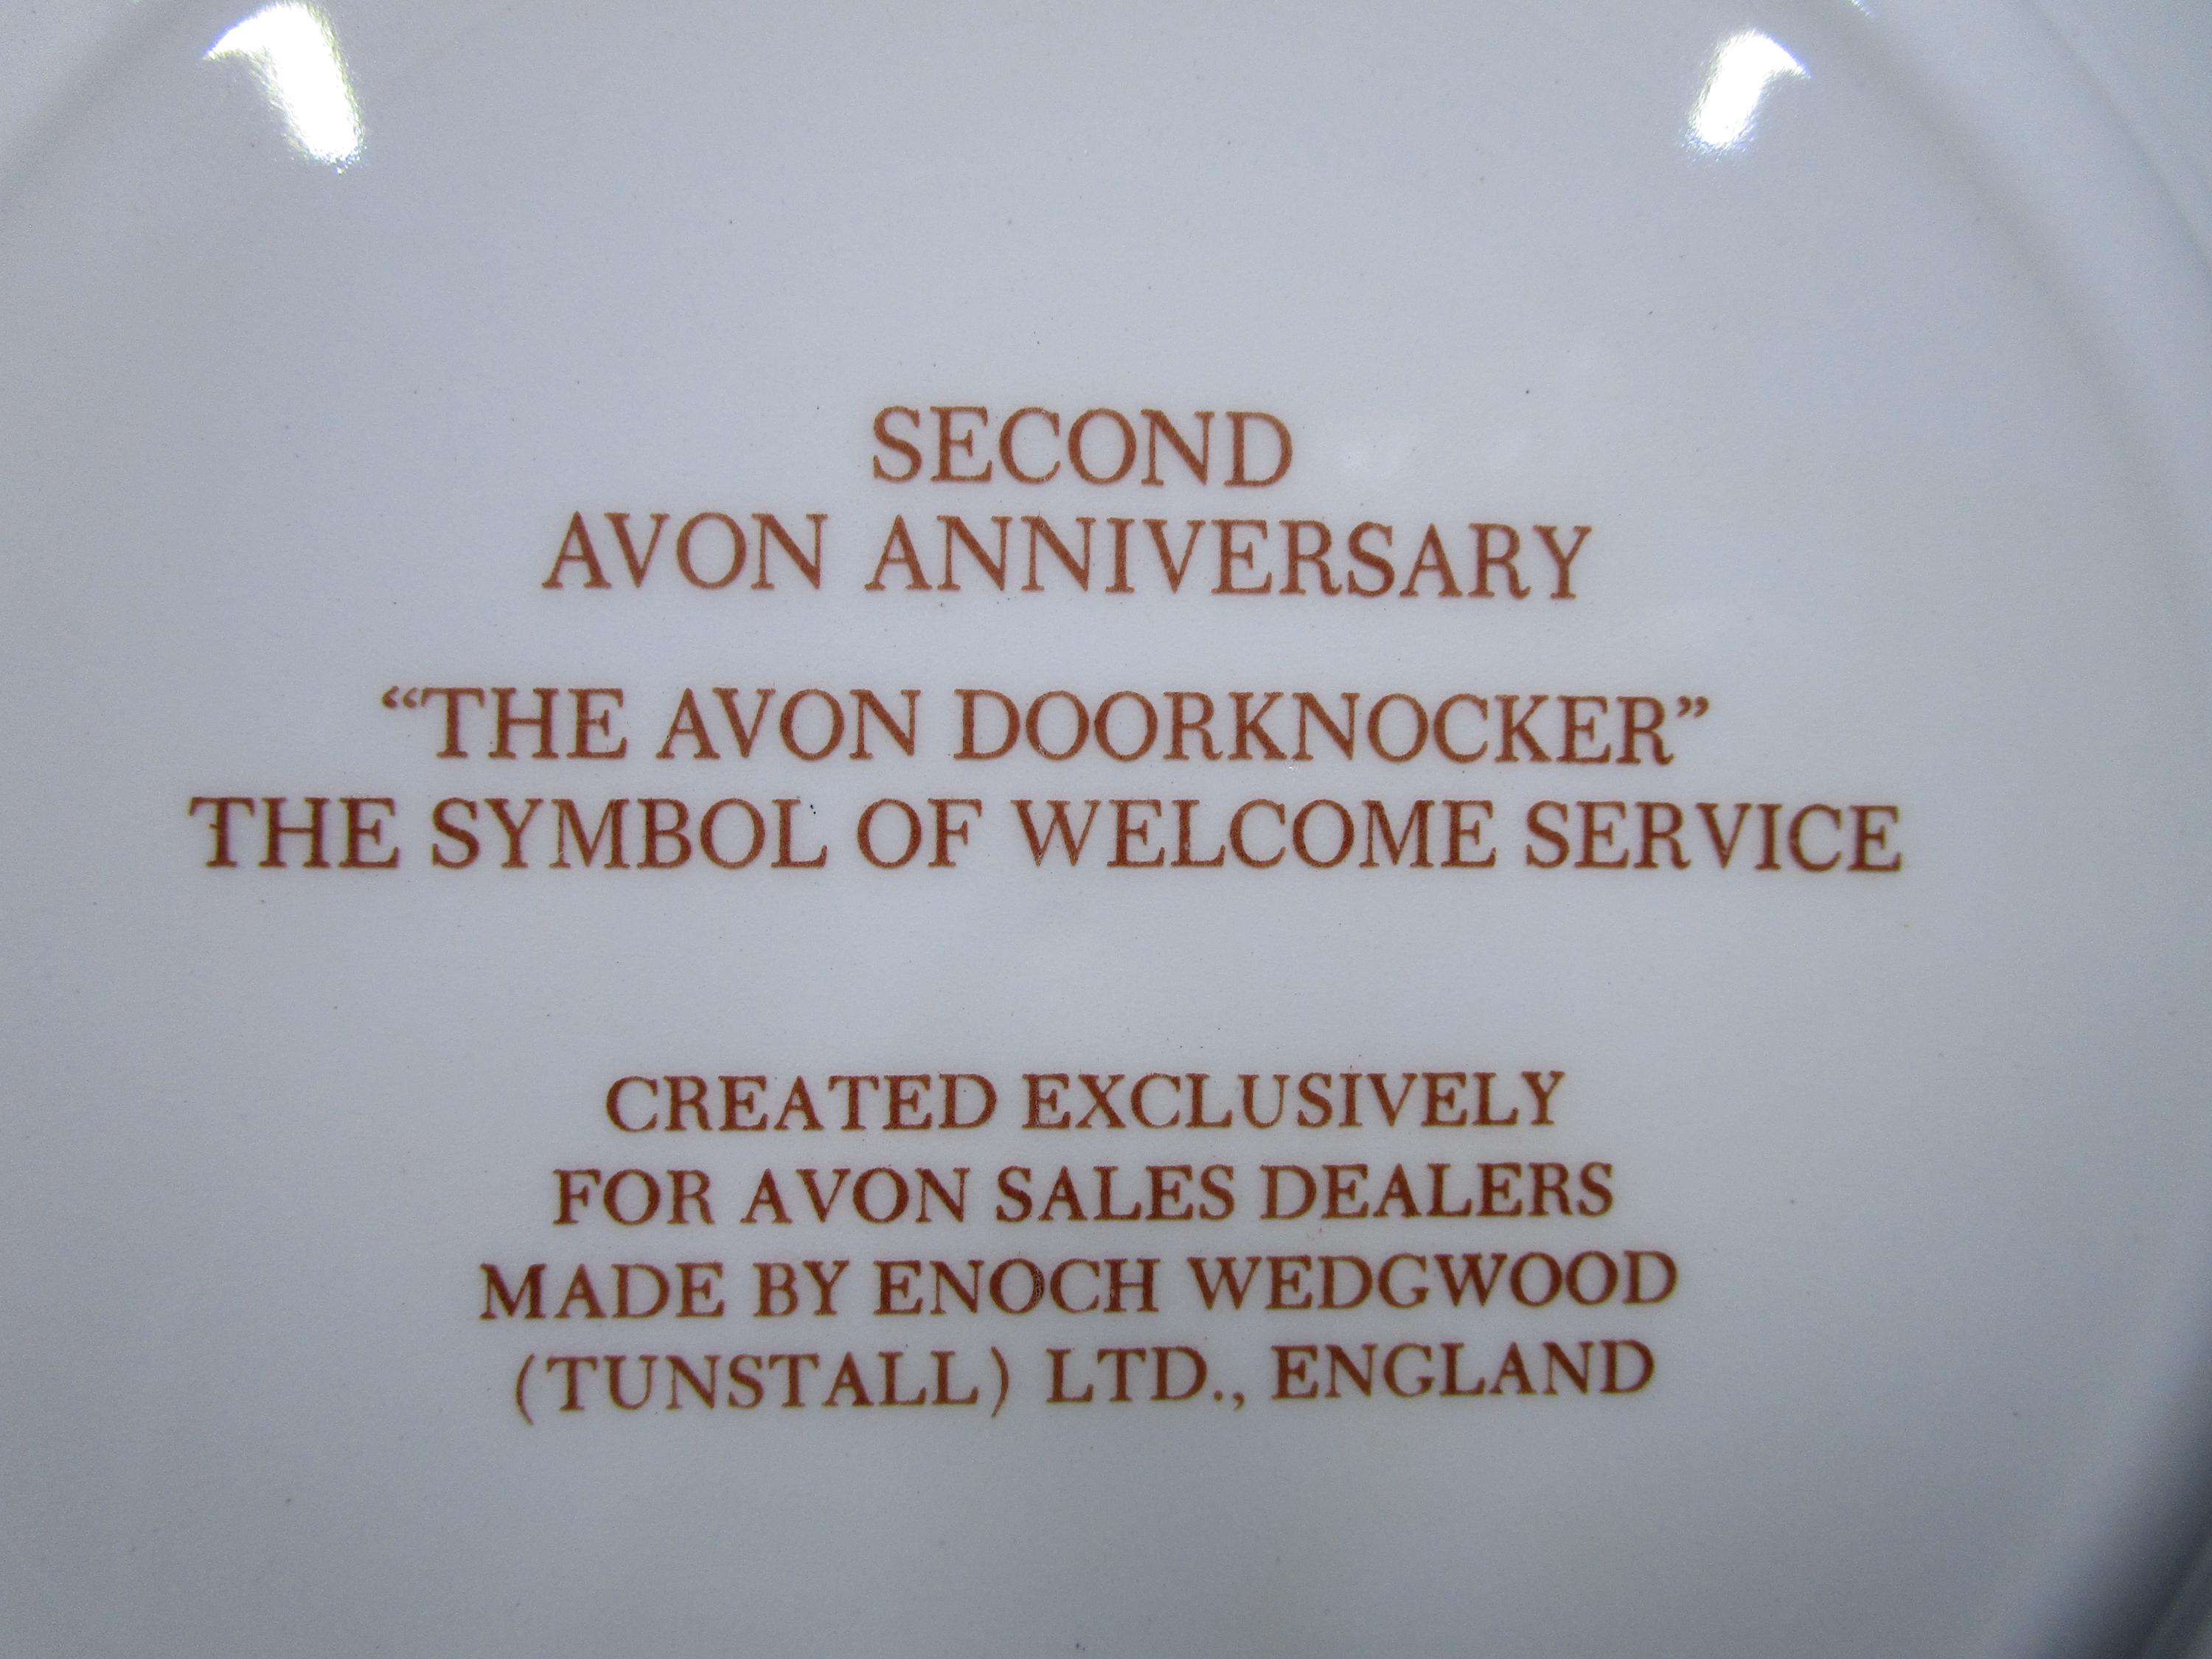 SECOND
AVON ANNIVERSARY
“THE AVON DOORKNOCKER”
THE SYMBOL OF WELCOME SERVICE
CREATED EXCLUSIVELY
FOR AVON SALES DEALERS
MADE BY ENOCH WEDGWOOD
(TUNSTALL) LTD., ENGLAND